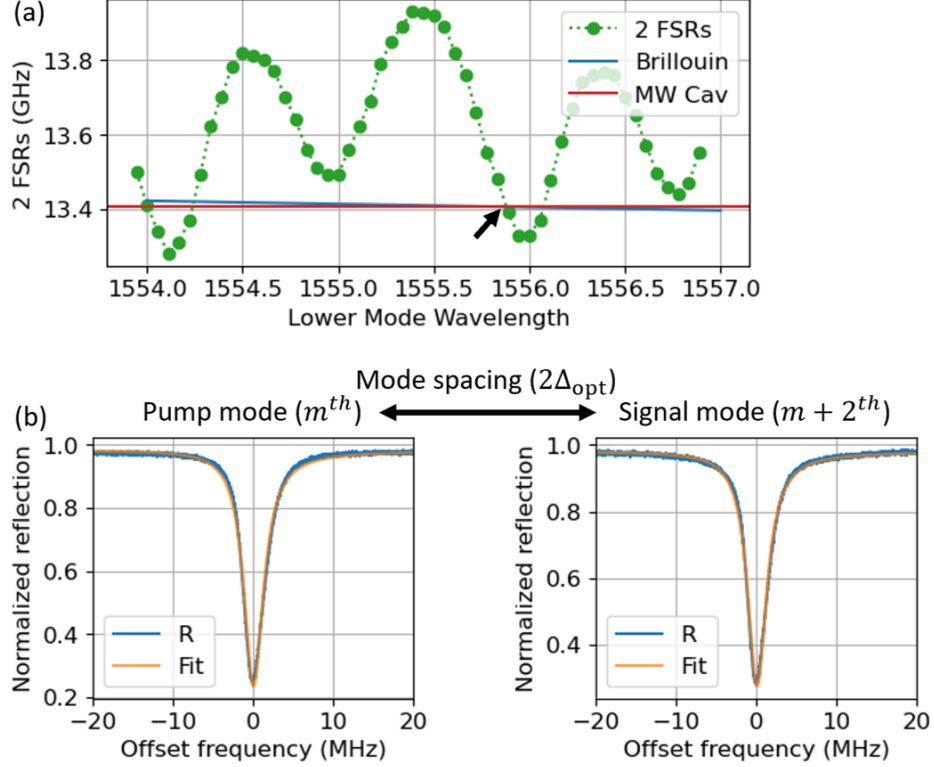 (a)
2 FSRs (GHz)
13.8
13.6
13.4
2 FSRs
Brillouin
MW Cav
1554.0 1554.5 1555.0 1555.5 1556.0 1556.5 1557.0
Lower Mode Wavelength
Mode spacing (2Δopt)
(b)
Pump mode (mth)
Signal mode (m + 2th)
Normalized reflection
1.0
0.8
0.6
0.4
0.2
R
Fit
−20 −10 0 10 20
Offset frequency (MHz)
Normalized reflection
1.0
0.8
0.6
0.4
R
Fit
−20 −10 0 10 20
Offset frequency (MHz)